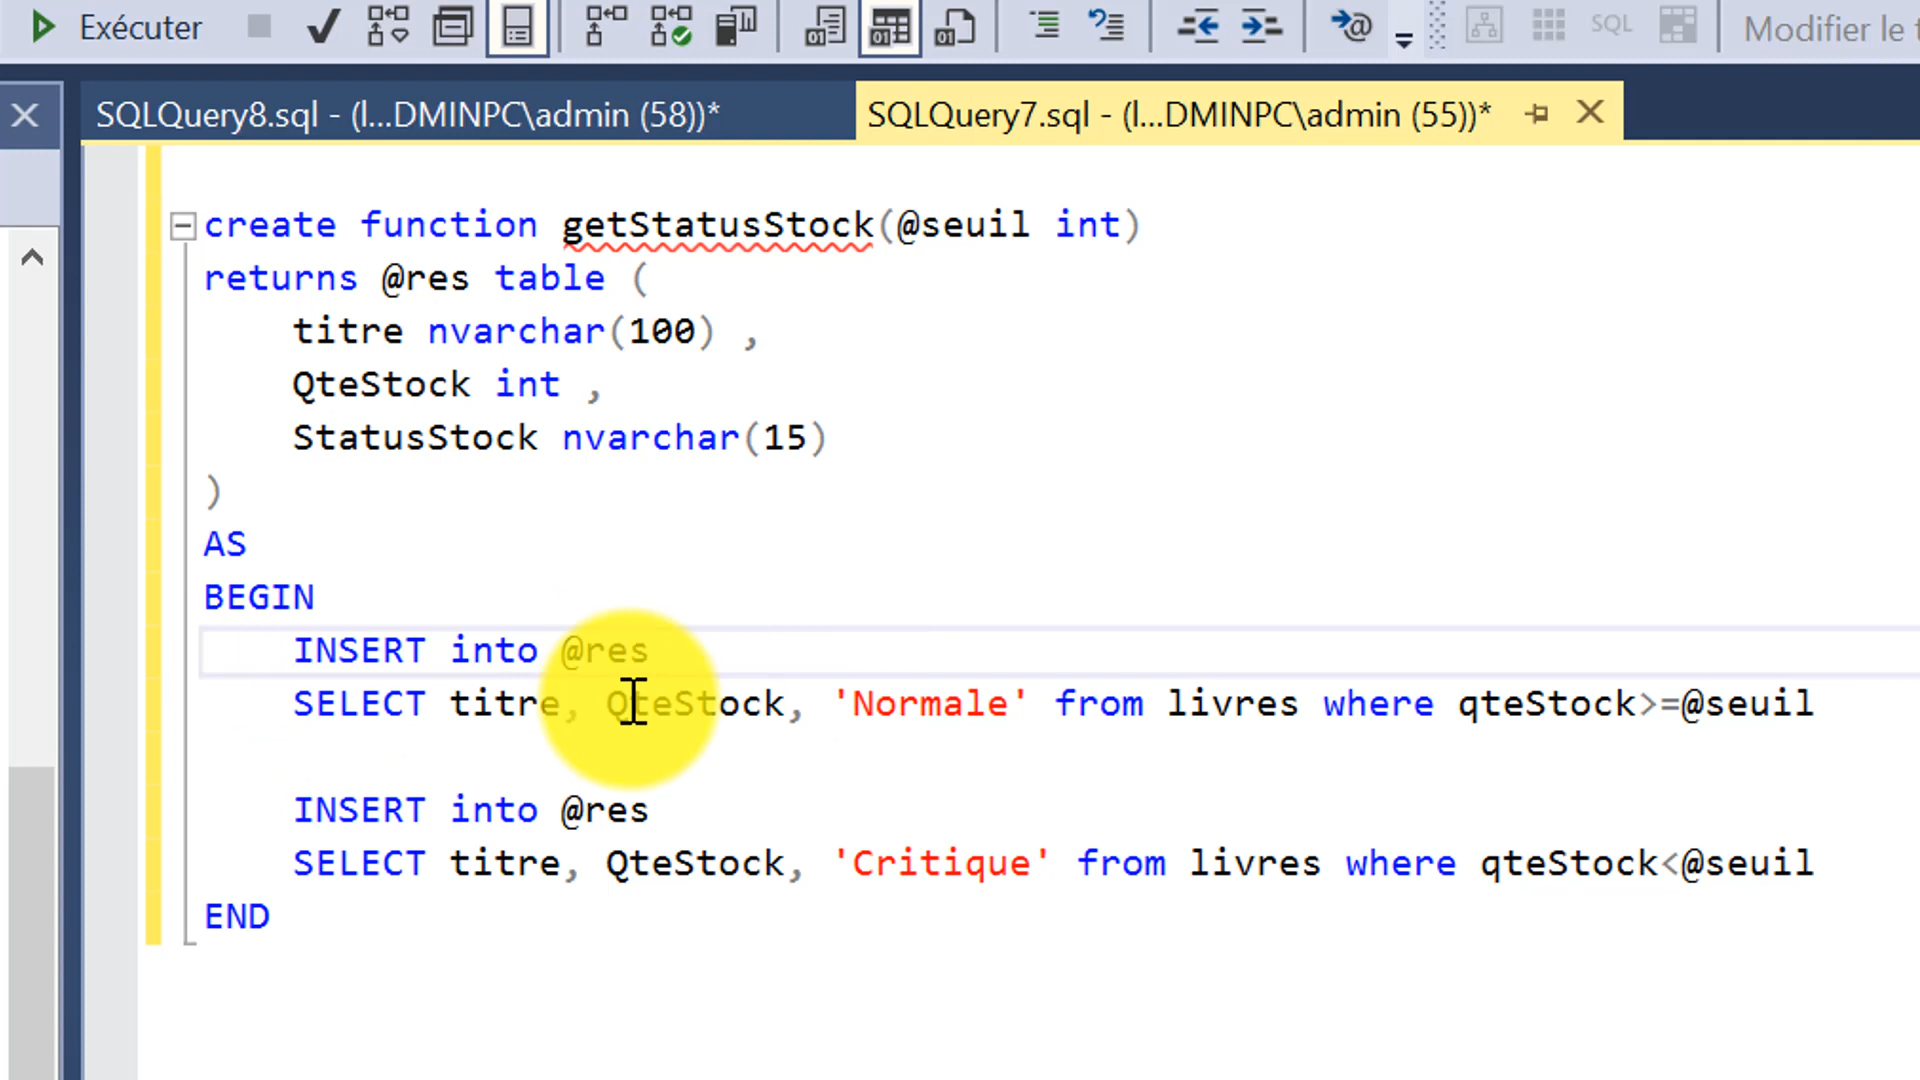 Exécuter
SQL
Modifier le
SQLQuery8.sql - (l...DMINPC\admin (58))*
SQLQuery7.sql - (l...DMINPC\admin (55))*
create function getStatusStock(@seuil int)
returns @res table (
titre nvarchar(100) ,
QteStock int ,
StatusStock nvarchar(15)
)
AS
BEGIN
INSERT into @res
SELECT titre, QteStock, 'Normale' from livres where qteStock>=@seuil
INSERT into @res
SELECT titre, QteStock, 'Critique' from livres where qteStock<@seuil
END